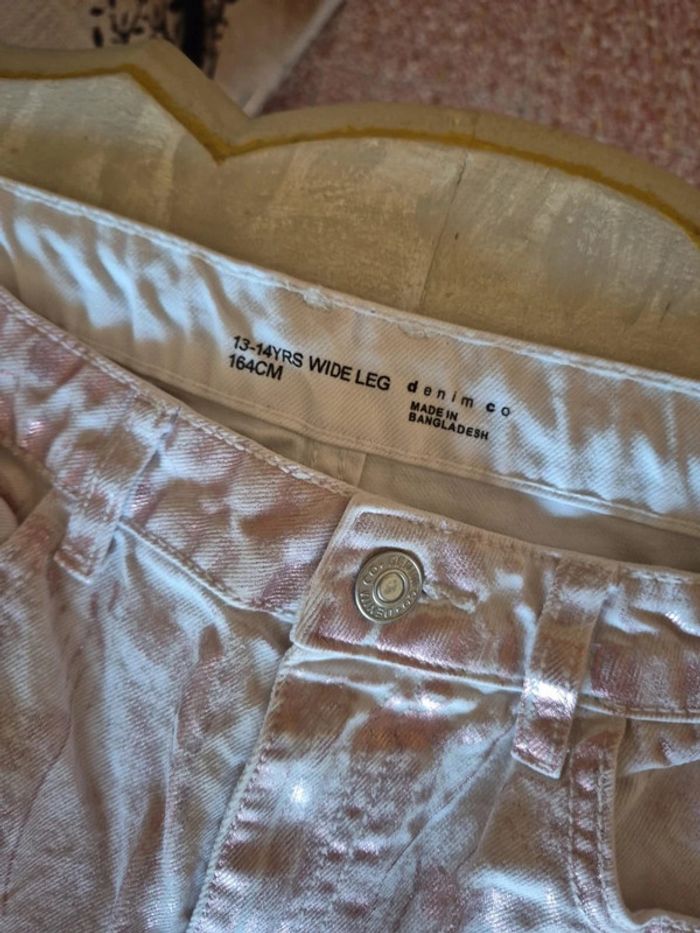 13-14YRS WIDE LEG
164CM
denim co
MADE IN
BANGLADESH